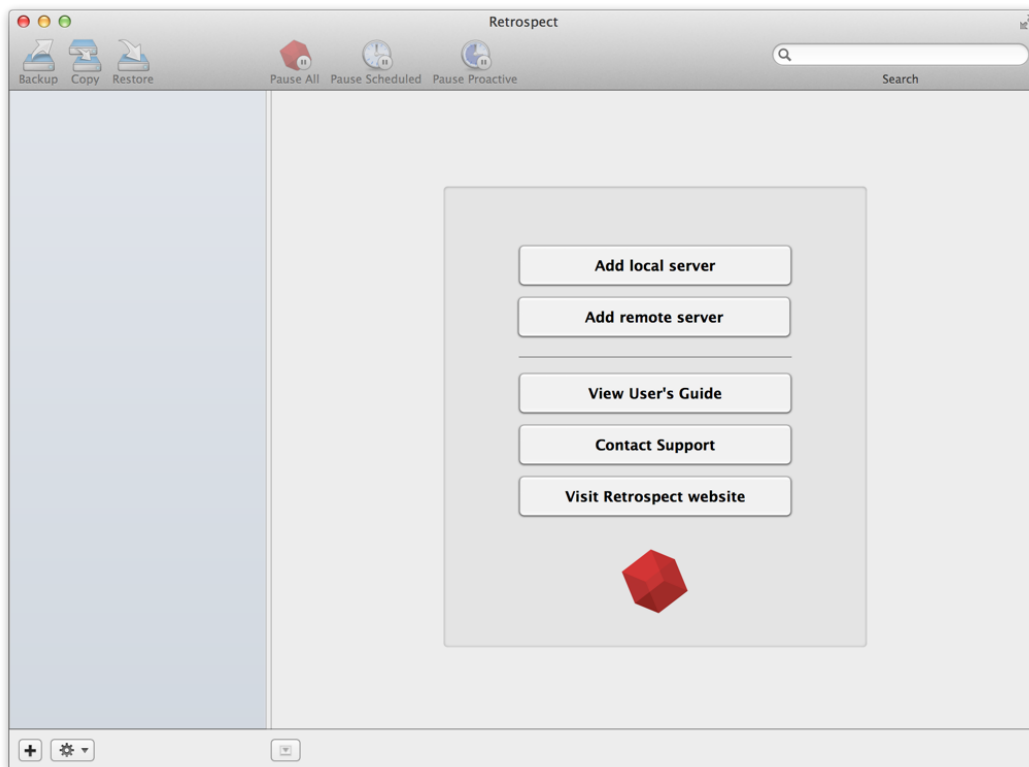 Retrospect
Backup Copy Restore Pause All Pause Scheduled Pause Proactive Search
Add local server
Add remote server
View User's Guide
Contact Support
Visit Retrospect website